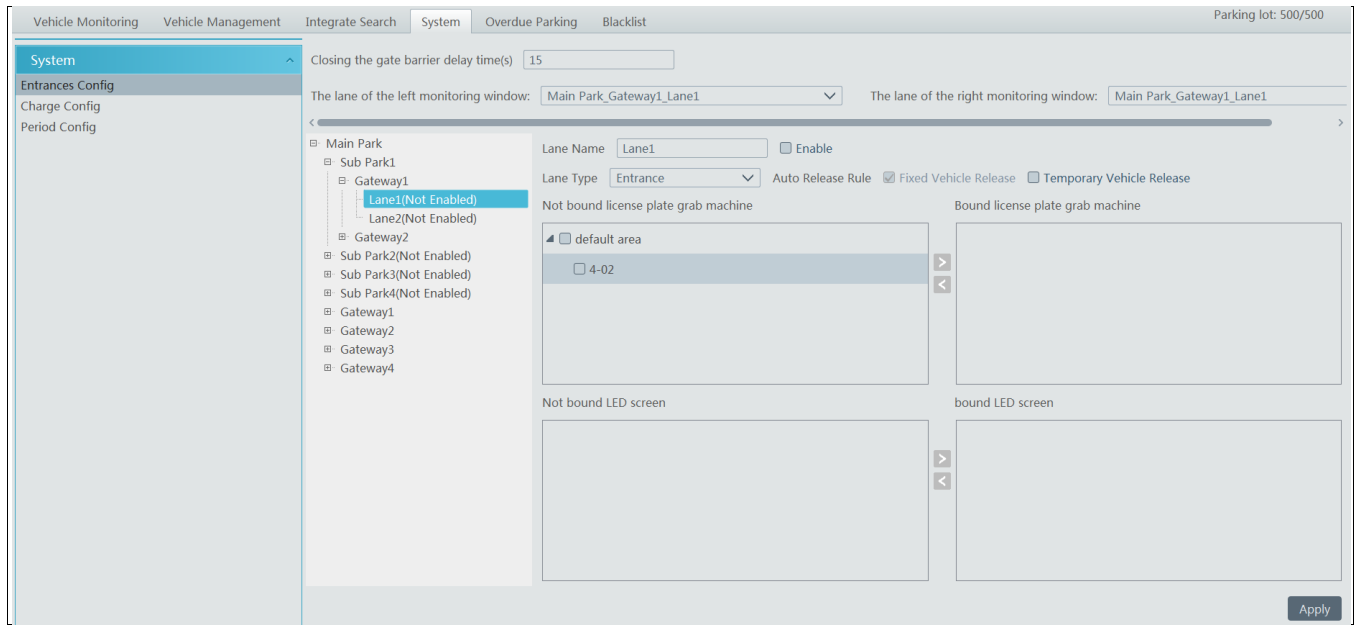 Vehicle Monitoring Vehicle Management Integrate Search System Overdue Parking Blacklist Parking lot: 500/500
System
Entrances Config
Charge Config
Period Config
Closing the gate barrier delay time(s) 15
The lane of the left monitoring window: Main Park_Gateway1_Lane1 The lane of the right monitoring window: Main Park_Gateway1_Lane1
Main Park
Sub Park1
Gateway1
Lane1(Not Enabled)
Lane2(Not Enabled)
Gateway2
Sub Park2(Not Enabled)
Sub Park3(Not Enabled)
Sub Park4(Not Enabled)
Gateway1
Gateway2
Gateway3
Gateway4
Lane Name Lane1 Enable
Lane Type Entrance Auto Release Rule Fixed Vehicle Release Temporary Vehicle Release
Not bound license plate grab machine Bound license plate grab machine
default area
4-02
Not bound LED screen bound LED screen
Apply